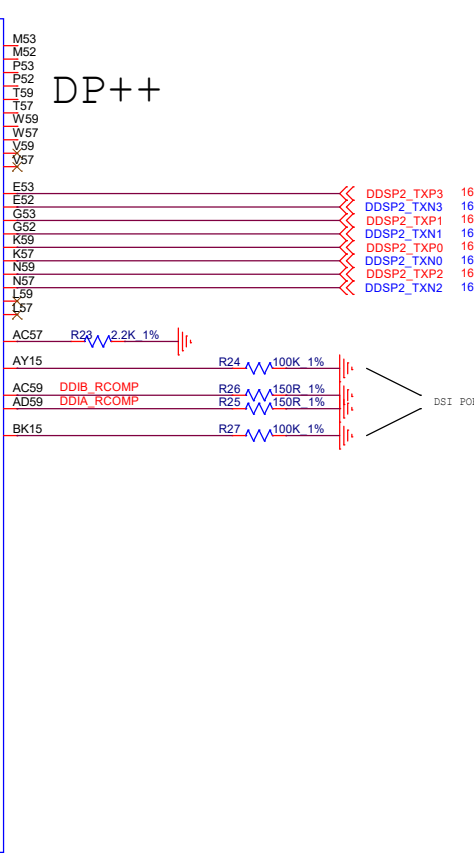 M53
M52
P53
P52
DP++
T59
T57
W59
W57
V59
V57
E53 DDSP2_TXP3 16
E52 DDSP2_TXN3 16
G53 DDSP2_TXP1 16
G52 DDSP2_TXN1 16
K59 DDSP2_TXP0 16
K57 DDSP2_TXN0 16
N59 DDSP2_TXP2 16
N57 DDSP2_TXN2 16
L59
L57
AC57 R23 2.2K_1%
AY15 R24 100K_1%
AC59 DDIB_RCOMP R26 150R_1%
AD59 DDIA_RCOMP R25 150R_1%
DSI POR
BK15 R27 100K_1%